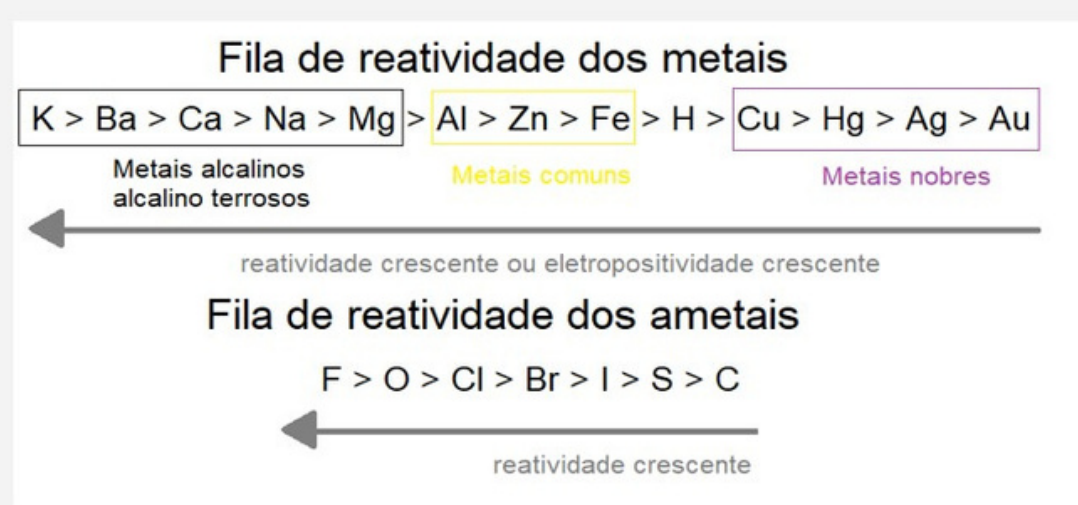 Fila de reatividade dos metais
K > Ba > Ca > Na > Mg > Al > Zn > Fe > H > Cu > Hg > Ag > Au
Metais alcalinos
alcalino terrosos
Metais comuns
Metais nobres
reatividade crescente ou eletropositividade crescente
Fila de reatividade dos ametais
F > O > Cl > Br > I > S > C
reatividade crescente